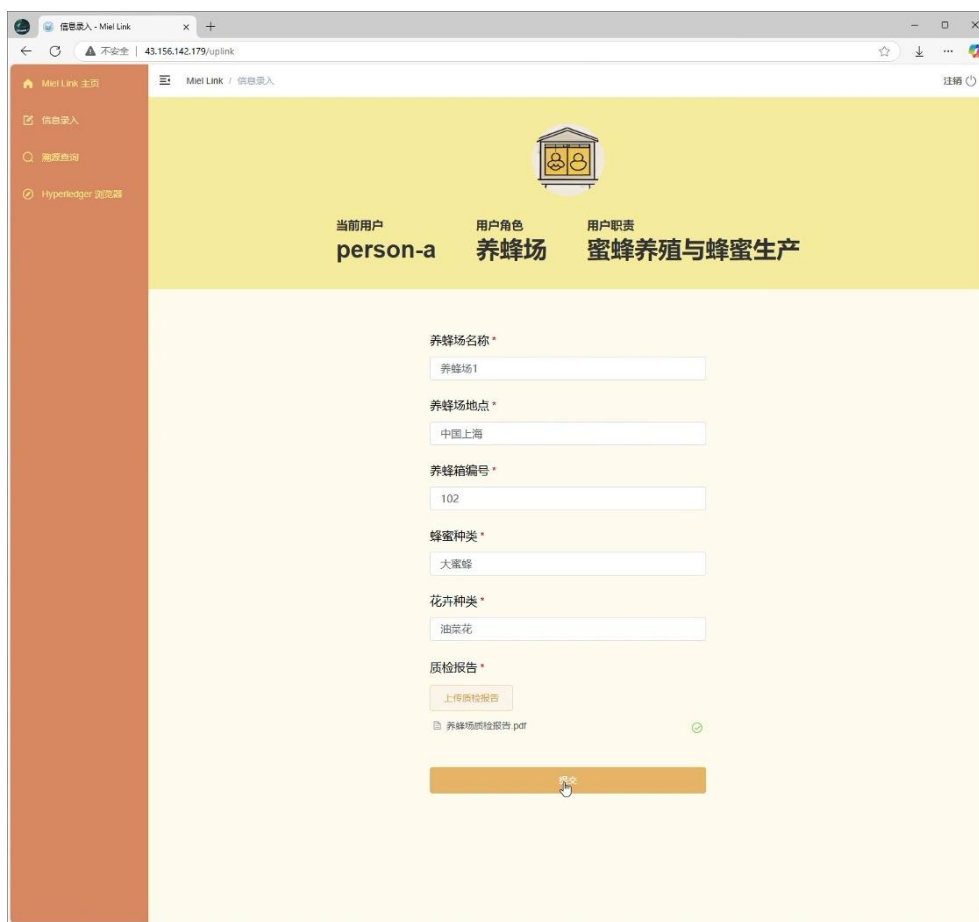 信息录入 - Miel Link
不安全 | 43.156.142.179/uplink
Miel Link 主页
信息录入
溯源查询
Hyperledger 浏览器
Miel Link / 信息录入
注销
当前用户
person-a
用户角色
养蜂场
用户职责
蜜蜂养殖与蜂蜜生产
养蜂场名称 *
养蜂场1
养蜂场地点 *
中国上海
养蜂箱编号 *
102
蜂蜜种类 *
大蜜蜂
花卉种类 *
油菜花
质检报告 *
上传质检报告
养蜂场质检报告.pdf
提交